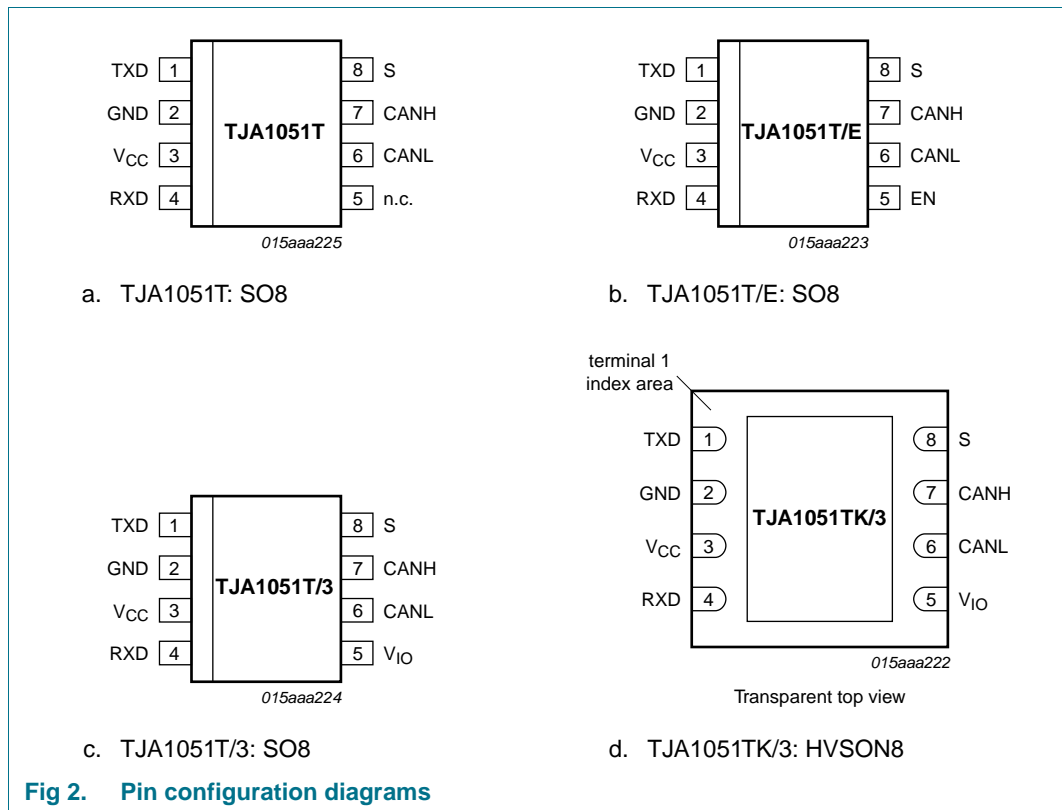 TXD 1
GND 2
VCC 3
RXD 4
TJA1051T
8 S
7 CANH
6 CANL
5 n.c.
015aaa225
a. TJA1051T: SO8
TXD 1
GND 2
VCC 3
RXD 4
TJA1051T/E
8 S
7 CANH
6 CANL
5 EN
015aaa223
b. TJA1051T/E: SO8
TXD 1
GND 2
VCC 3
RXD 4
TJA1051T/3
8 S
7 CANH
6 CANL
5 VIO
015aaa224
c. TJA1051T/3: SO8
terminal 1
index area
TXD 1
GND 2
VCC 3
RXD 4
TJA1051TK/3
8 S
7 CANH
6 CANL
5 VIO
015aaa222
Transparent top view
d. TJA1051TK/3: HVSON8
Fig 2. Pin configuration diagrams